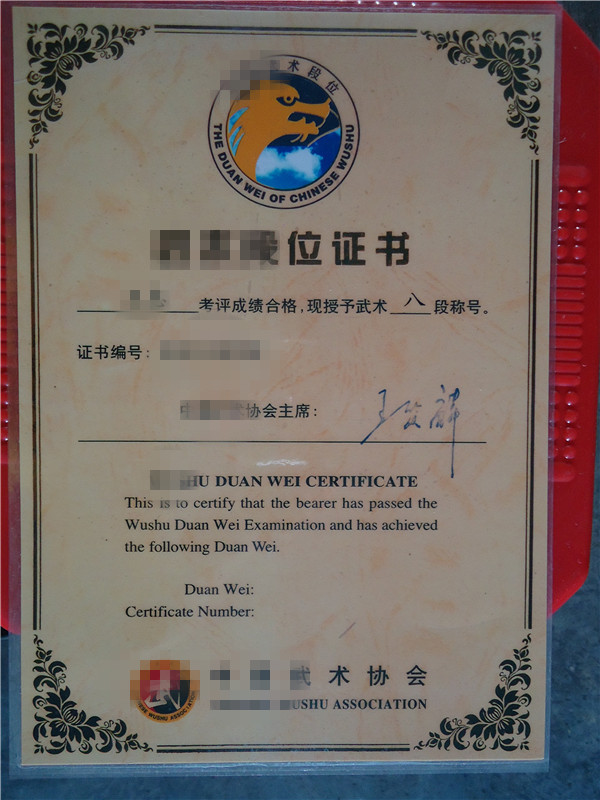 术段位
THE DUAN WEI OF CHINESE WUSHU
位证书
考评成绩合格,现授予武术八段称号。
证书编号:
协会主席:
HU DUAN WEI CERTIFICATE
This is to certify that the bearer has passed the
Wushu Duan Wei Examination and has achieved
the following Duan Wei.
Duan Wei:
Certificate Number:
武术协会
WUSHU ASSOCIATION
USHU ASSOCIATION